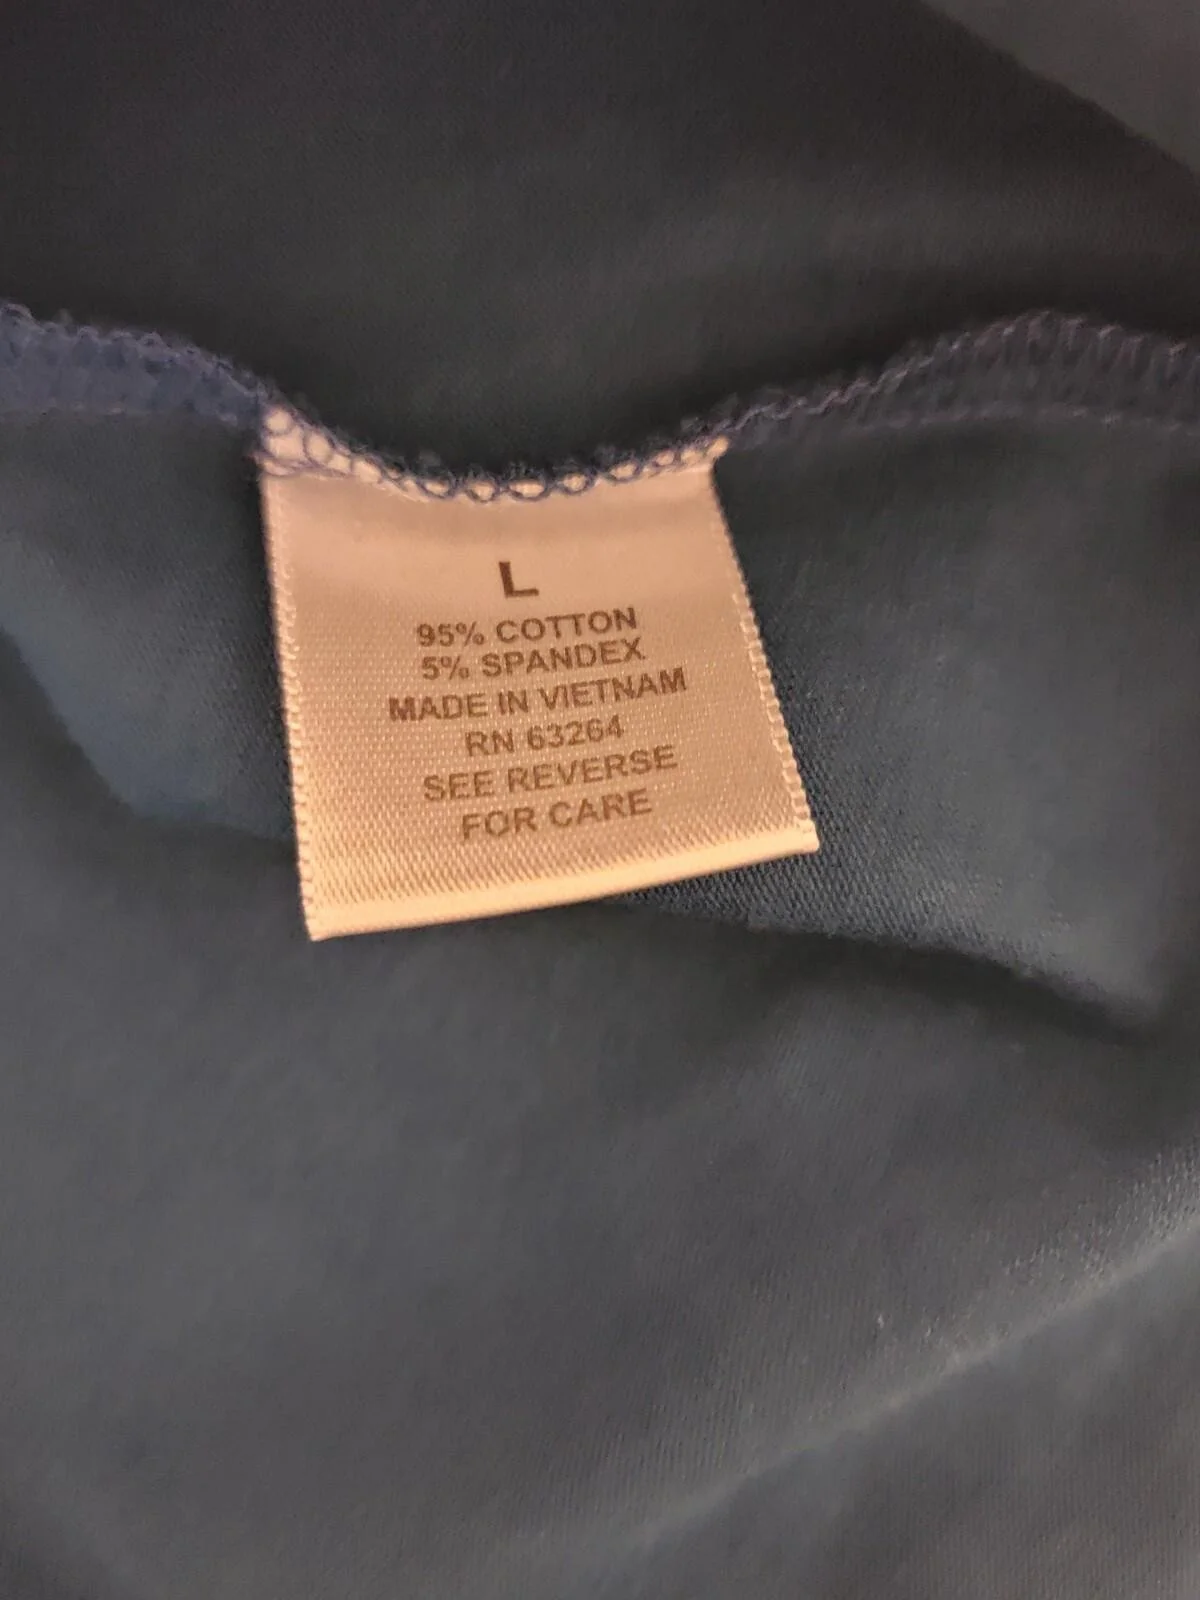 L
95% COTTON
5% SPANDEX
MADE IN VIETNAM
RN 63264
SEE REVERSE
FOR CARE